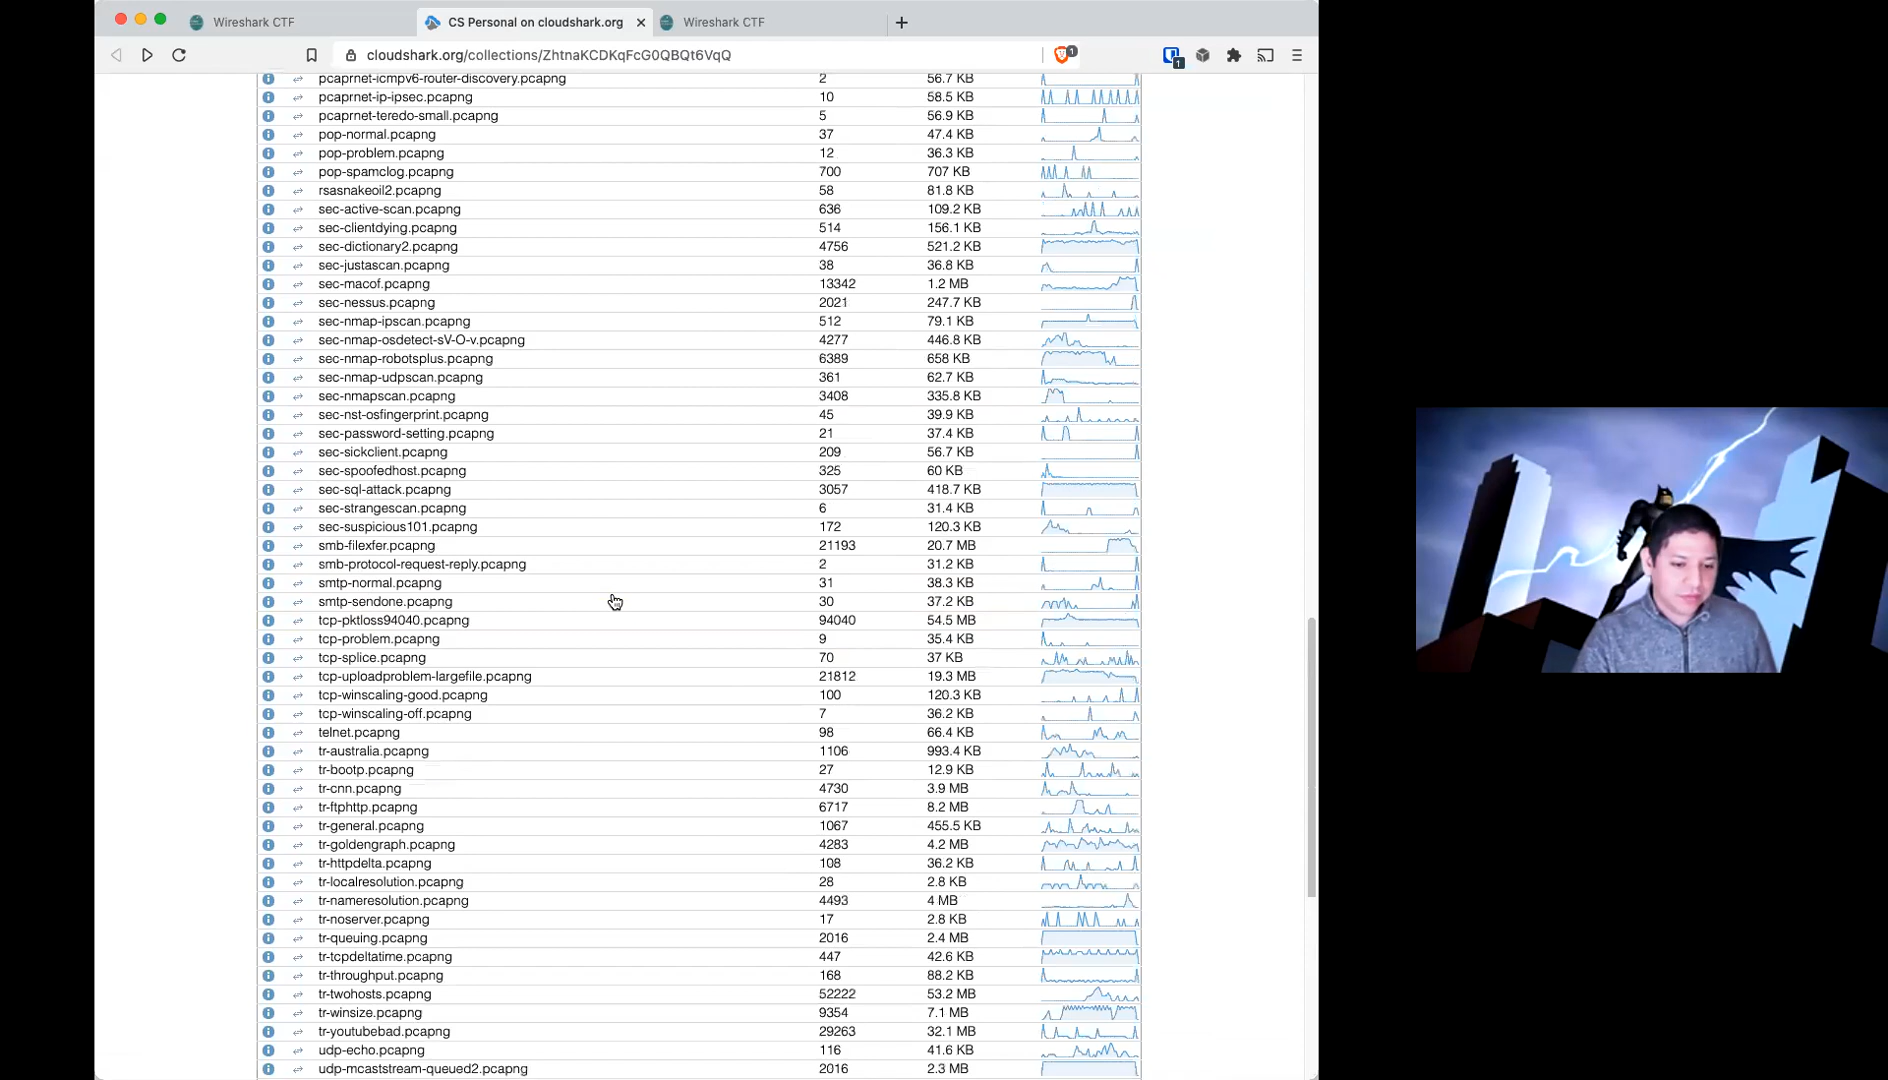 Wireshark CTF
CS Personal on cloudshark.org
Wireshark CTF
cloudshark.org/collections/ZhtnaKCDKqFcG0QBQt6VqQ
1
1
pcaprnet-icmpv6-router-discovery.pcapng 2 56.7 KB
pcaprnet-ip-ipsec.pcapng 10 58.5 KB
pcaprnet-teredo-small.pcapng 5 56.9 KB
pop-normal.pcapng 37 47.4 KB
pop-problem.pcapng 12 36.3 KB
pop-spamclog.pcapng 700 707 KB
rsasnakeoil2.pcapng 58 81.8 KB
sec-active-scan.pcapng 636 109.2 KB
sec-clientdying.pcapng 514 156.1 KB
sec-dictionary2.pcapng 4756 521.2 KB
sec-justascan.pcapng 38 36.8 KB
sec-macof.pcapng 13342 1.2 MB
sec-nessus.pcapng 2021 247.7 KB
sec-nmap-ipscan.pcapng 512 79.1 KB
sec-nmap-osdetect-sV-O-v.pcapng 4277 446.8 KB
sec-nmap-robotsplus.pcapng 6389 658 KB
sec-nmap-udpscan.pcapng 361 62.7 KB
sec-nmapscan.pcapng 3408 335.8 KB
sec-nst-osfingerprint.pcapng 45 39.9 KB
sec-password-setting.pcapng 21 37.4 KB
sec-sickclient.pcapng 209 56.7 KB
sec-spoofedhost.pcapng 325 60 KB
sec-sql-attack.pcapng 3057 418.7 KB
sec-strangescan.pcapng 6 31.4 KB
sec-suspicious101.pcapng 172 120.3 KB
smb-filexfer.pcapng 21193 20.7 MB
smb-protocol-request-reply.pcapng 2 31.2 KB
smtp-normal.pcapng 31 38.3 KB
smtp-sendone.pcapng 30 37.2 KB
tcp-pktloss94040.pcapng 94040 54.5 MB
tcp-problem.pcapng 9 35.4 KB
tcp-splice.pcapng 70 37 KB
tcp-uploadproblem-largefile.pcapng 21812 19.3 MB
tcp-winscaling-good.pcapng 100 120.3 KB
tcp-winscaling-off.pcapng 7 36.2 KB
telnet.pcapng 98 66.4 KB
tr-australia.pcapng 1106 993.4 KB
tr-bootp.pcapng 27 12.9 KB
tr-cnn.pcapng 4730 3.9 MB
tr-ftphttp.pcapng 6717 8.2 MB
tr-general.pcapng 1067 455.5 KB
tr-goldengraph.pcapng 4283 4.2 MB
tr-httpdelta.pcapng 108 36.2 KB
tr-localresolution.pcapng 28 2.8 KB
tr-nameresolution.pcapng 4493 4 MB
tr-noserver.pcapng 17 2.8 KB
tr-queuing.pcapng 2016 2.4 MB
tr-tcpdeltatime.pcapng 447 42.6 KB
tr-throughput.pcapng 168 88.2 KB
tr-twohosts.pcapng 52222 53.2 MB
tr-winsize.pcapng 9354 7.1 MB
tr-youtubebad.pcapng 29263 32.1 MB
udp-echo.pcapng 116 41.6 KB
udp-mcaststream-queued2.pcapng 2016 2.3 MB